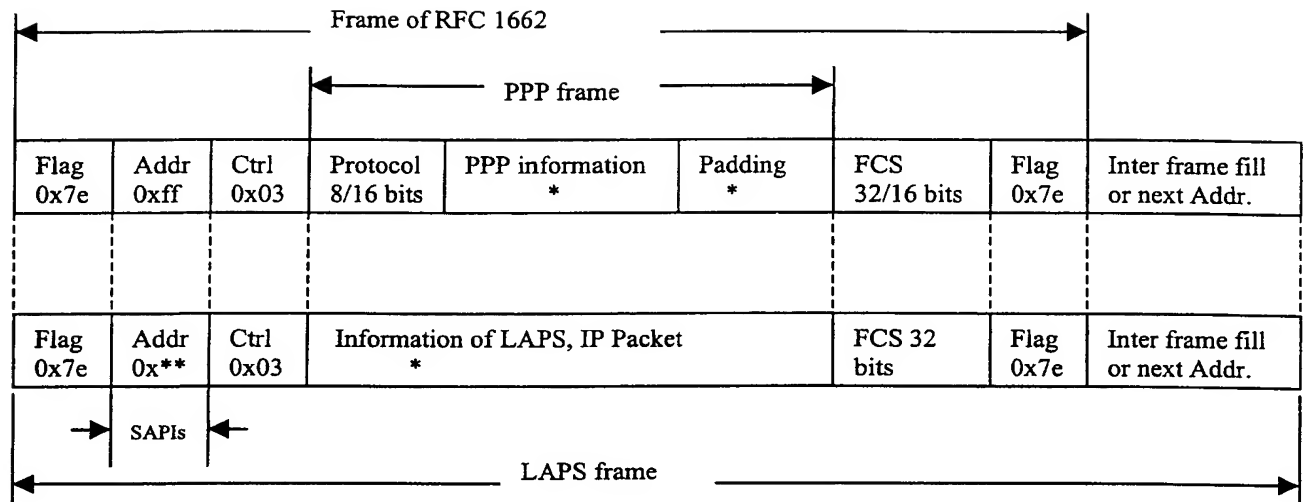 Frame of RFC 1662
PPP frame
Flag Addr Ctrl Protocol PPP information Padding FCS Flag Inter frame fill
0x7e 0xff 0x03 8/16 bits * * 32/16 bits 0x7e or next Addr.
Flag Addr Ctrl Information of LAPS, IP Packet FCS 32 Flag Inter frame fill
0x7e 0x** 0x03 * bits 0x7e or next Addr.
SAPIs
LAPS frame